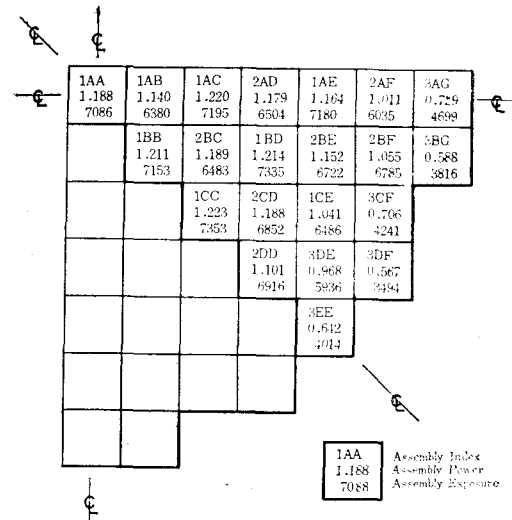 ℄ ℄
℄ ℄
1AA 1AB 1AC 2AD 1AE 2AF 3AG
1.188 1.140 1.220 1.179 1.164 1.011
7086 6380 7195 6504 7180 6035 4699
1BB 2BC 1BD 2BE 2BF 3BG
1.211 1.189 1.214 1.152 1.055 0.588
7153 6483 7335 6722 6785 3816
1CC 2CD 1CE 3CF
1.223 1.188 1.041 0.706
7353 6852 6486 4241
2DD 3DE 3DF
1.101 0.968 0.567
6916 5936 3494
3EE
0.642
4014
℄
1AA Assembly Index
1.188 Assembly Power
7088 Assembly Exposure
℄